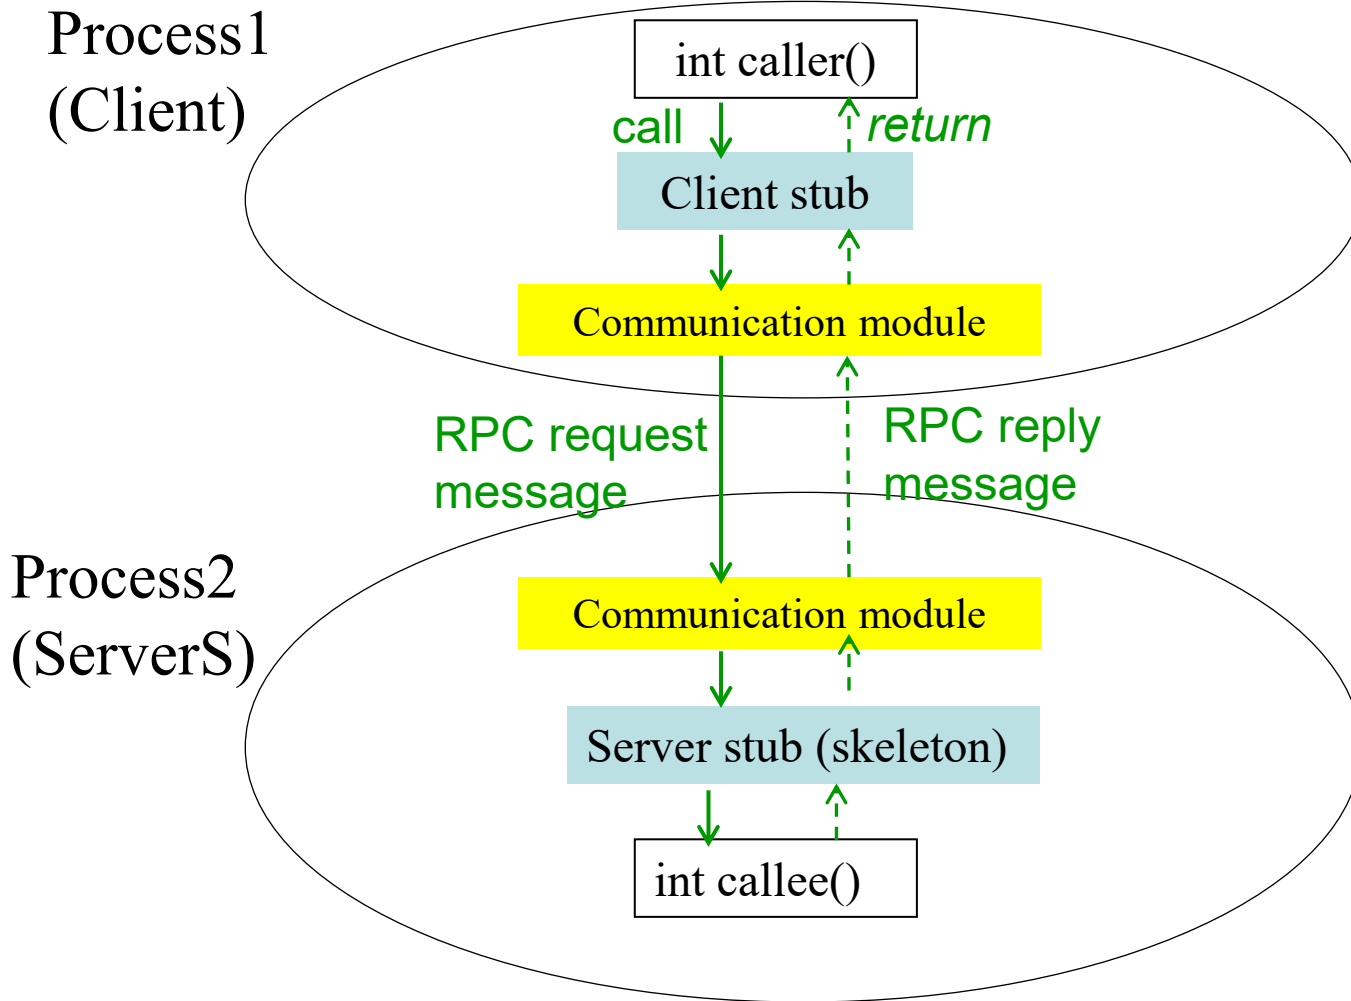 Process1
(Client)
int caller()
call
return
Client stub
Communication module
RPC request
message
RPC reply
message
Process2
(ServerS)
Communication module
Server stub (skeleton)
int callee()